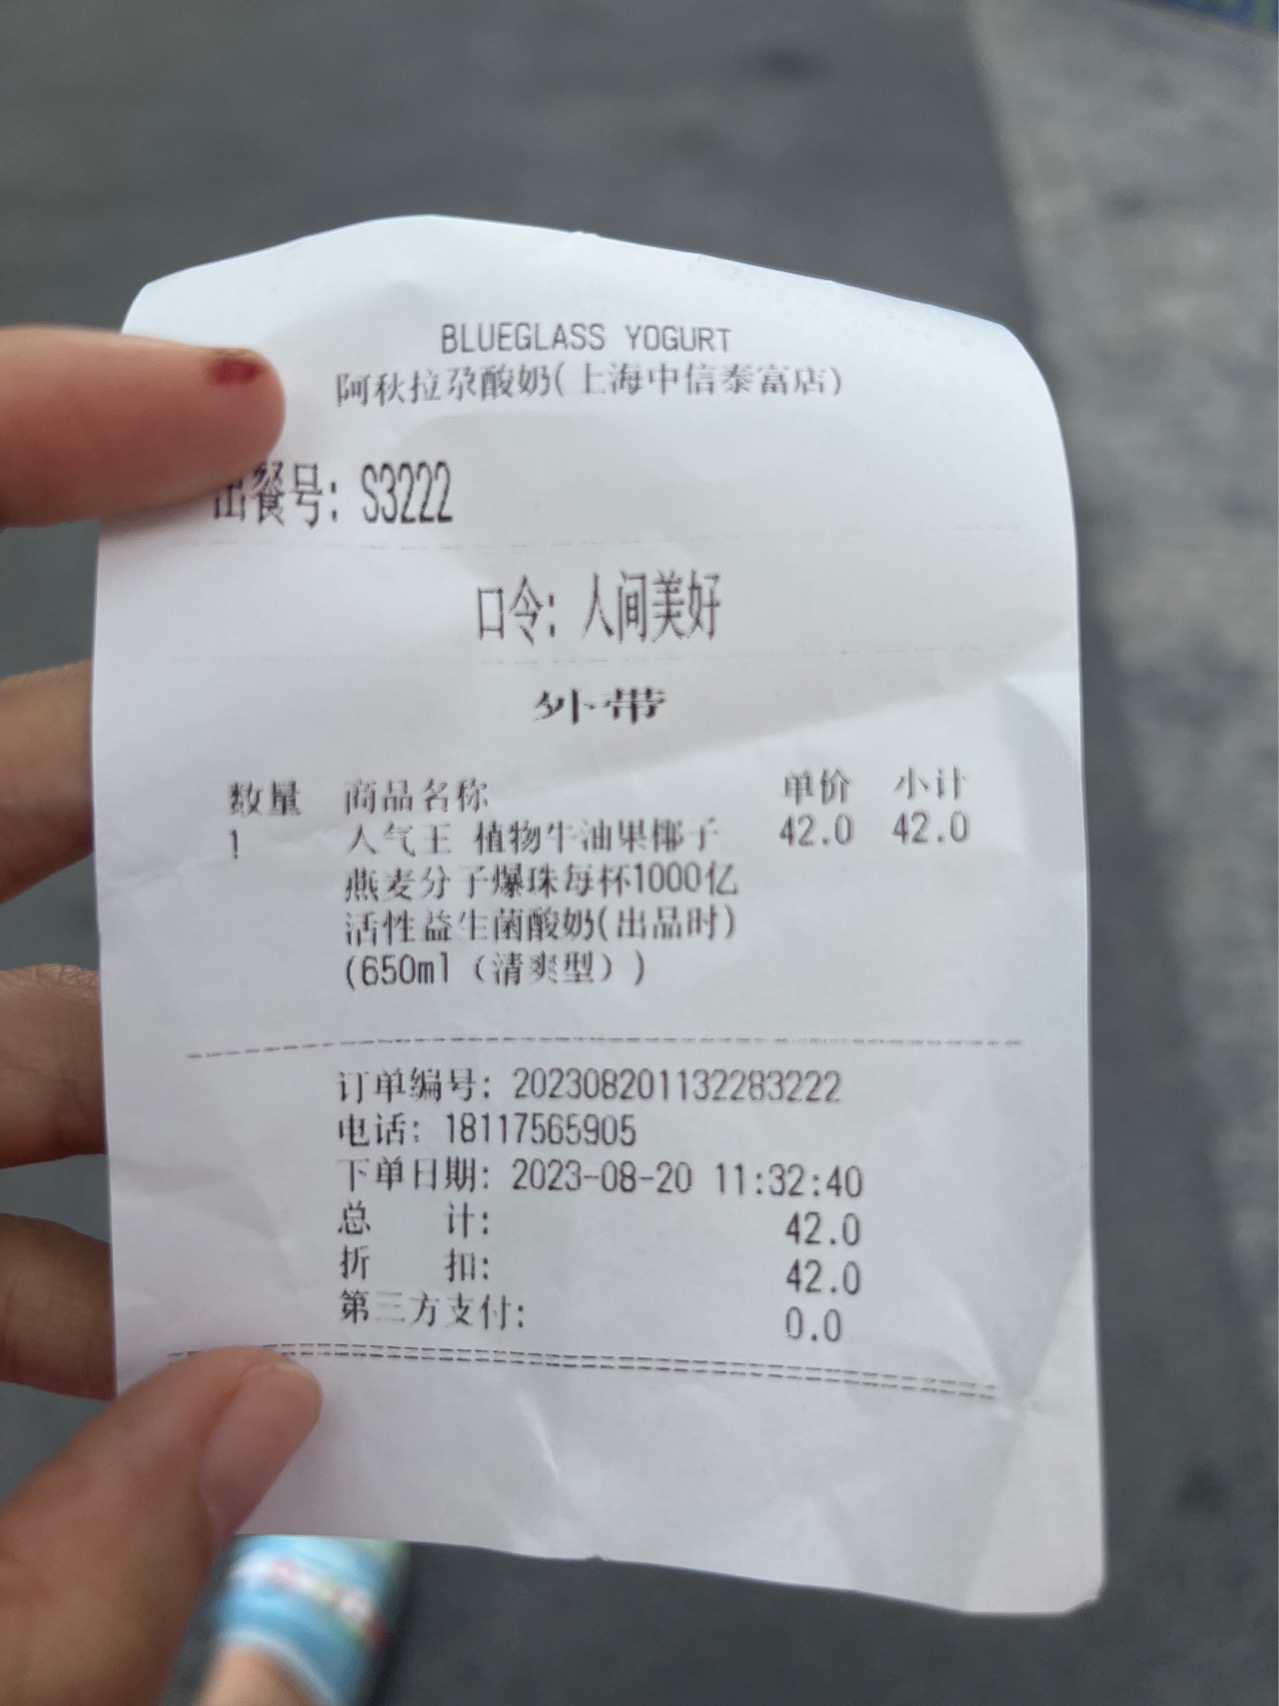 BLUEGLASS YOGURT
阿秋拉尕酸奶(上海中信泰富店)
出餐号: S3222
口令: 人间美好
外带
数量 商品名称 单价 小计
1 人气王 植物牛油果椰子 42.0 42.0
燕麦分子爆珠每杯1000亿
活性益生菌酸奶(出品时)
(650ml（清爽型）)
订单编号: 202308201132283222
电话: 18117565905
下单日期: 2023-08-20 11:32:40
总 计: 42.0
折 扣: 42.0
第三方支付: 0.0